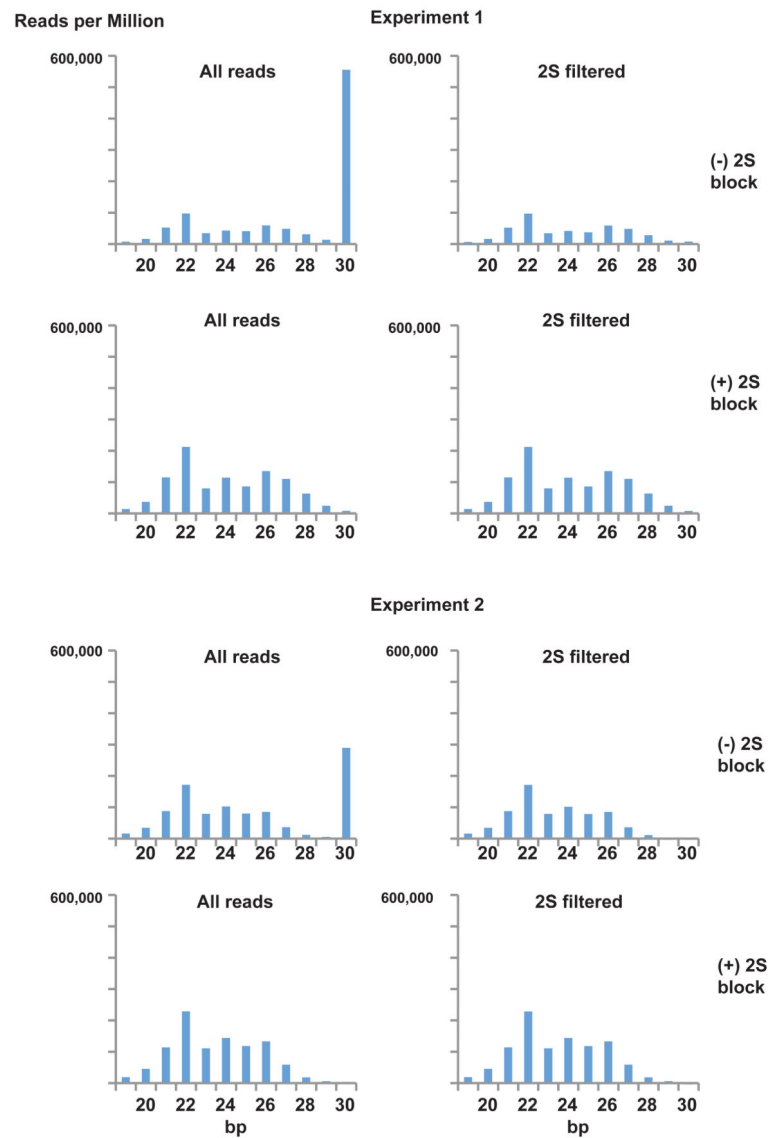 Reads per Million
Experiment 1
600,000
All reads
20 22 24 26 28 30
600,000
2S filtered
20 22 24 26 28 30
(-) 2S
block
600,000
All reads
20 22 24 26 28 30
600,000
2S filtered
20 22 24 26 28 30
(+) 2S
block
Experiment 2
600,000
All reads
20 22 24 26 28 30
600,000
2S filtered
20 22 24 26 28 30
(-) 2S
block
600,000
All reads
20 22 24 26 28 30
bp
600,000
2S filtered
20 22 24 26 28 30
bp
(+) 2S
block